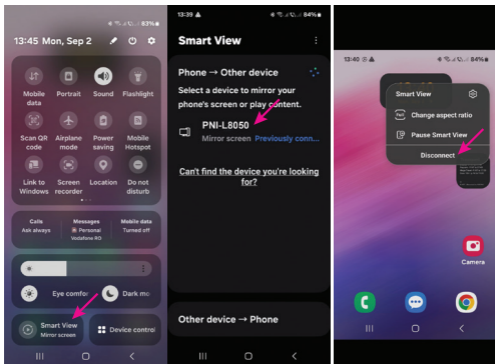 83%
13:45 Mon, Sep 2
Mobile
data
Portrait
Sound
Flashlight
Scan QR
code
Airplane
mode
Power
saving
Mobile
Hotspot
Link to
Windows
Screen
recorder
Location
Do not
disturb
Calls
Ask always
Messages
Personal
Vodafone RO
Mobile data
Turned off
Eye comfor
Dark mo
Smart View
Mirror screen
Device control
13:39
84%
Smart View
Phone → Other device
Select a device to mirror your
phone's screen or play content.
PNI-L8050
Mirror screen Previously conn...
Can't find the device you're looking
for?
Other device → Phone
13:40
84%
Smart View
Change aspect ratio
Pause Smart View
Disconnect
Camera